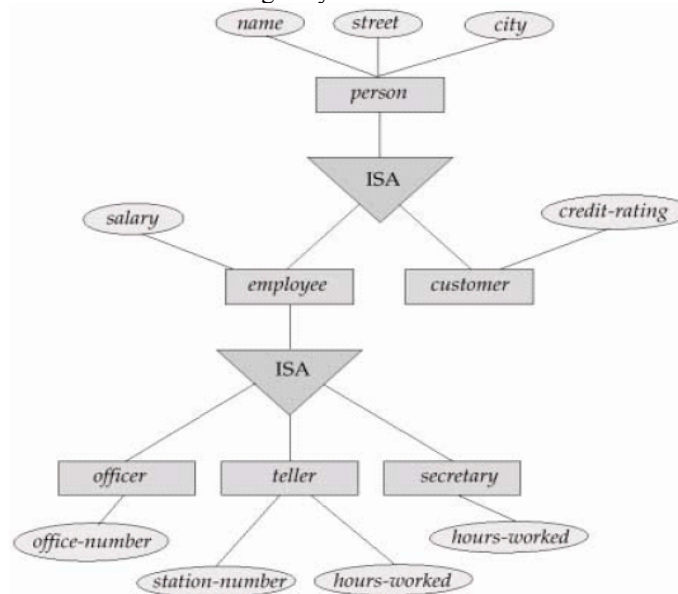 name
street
city
person
ISA
salary
credit-rating
employee
customer
ISA
officer
teller
secretary
office-number
hours-worked
station-number
hours-worked